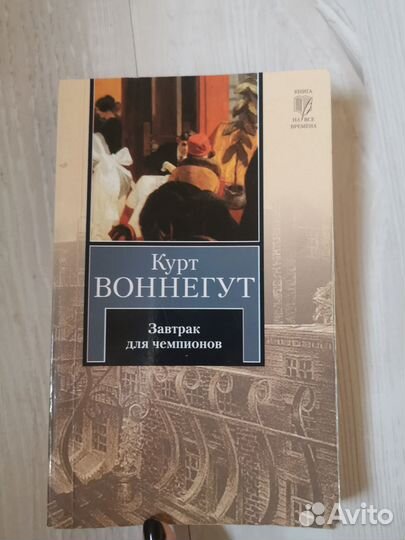 КНИГА
НА ВСЕ
ВРЕМЕНА
Курт
ВОННЕГУТ
Завтрак
для чемпионов
Avito